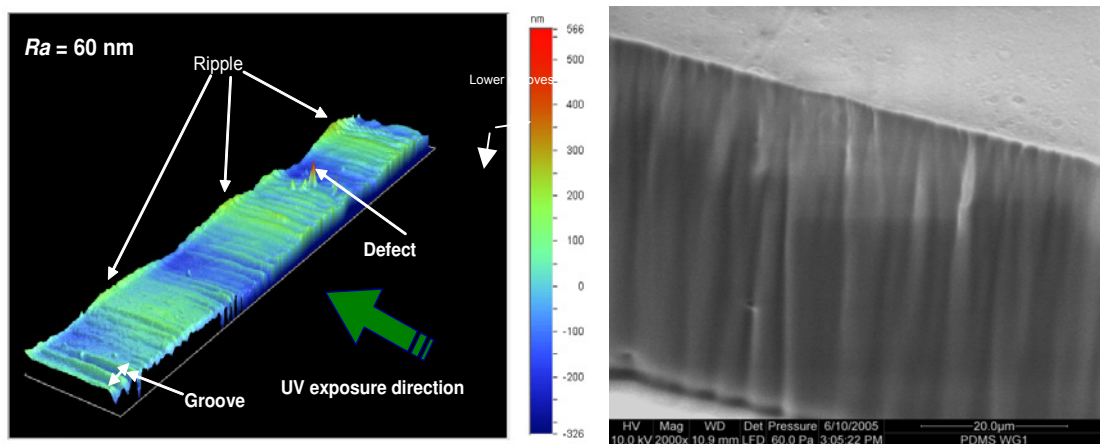 Ra = 60 nm
Ripple
Defect
UV exposure direction
Groove
nm
566
500
400
300
200
100
0
-100
-200
-326
Lower
oves
HV Mag WD Det Pressure 6/10/2005 20.0µm
10.0 kV 2000x 10.9 mm LFD 60.0 Pa 3:05:22 PM PDMS WG1